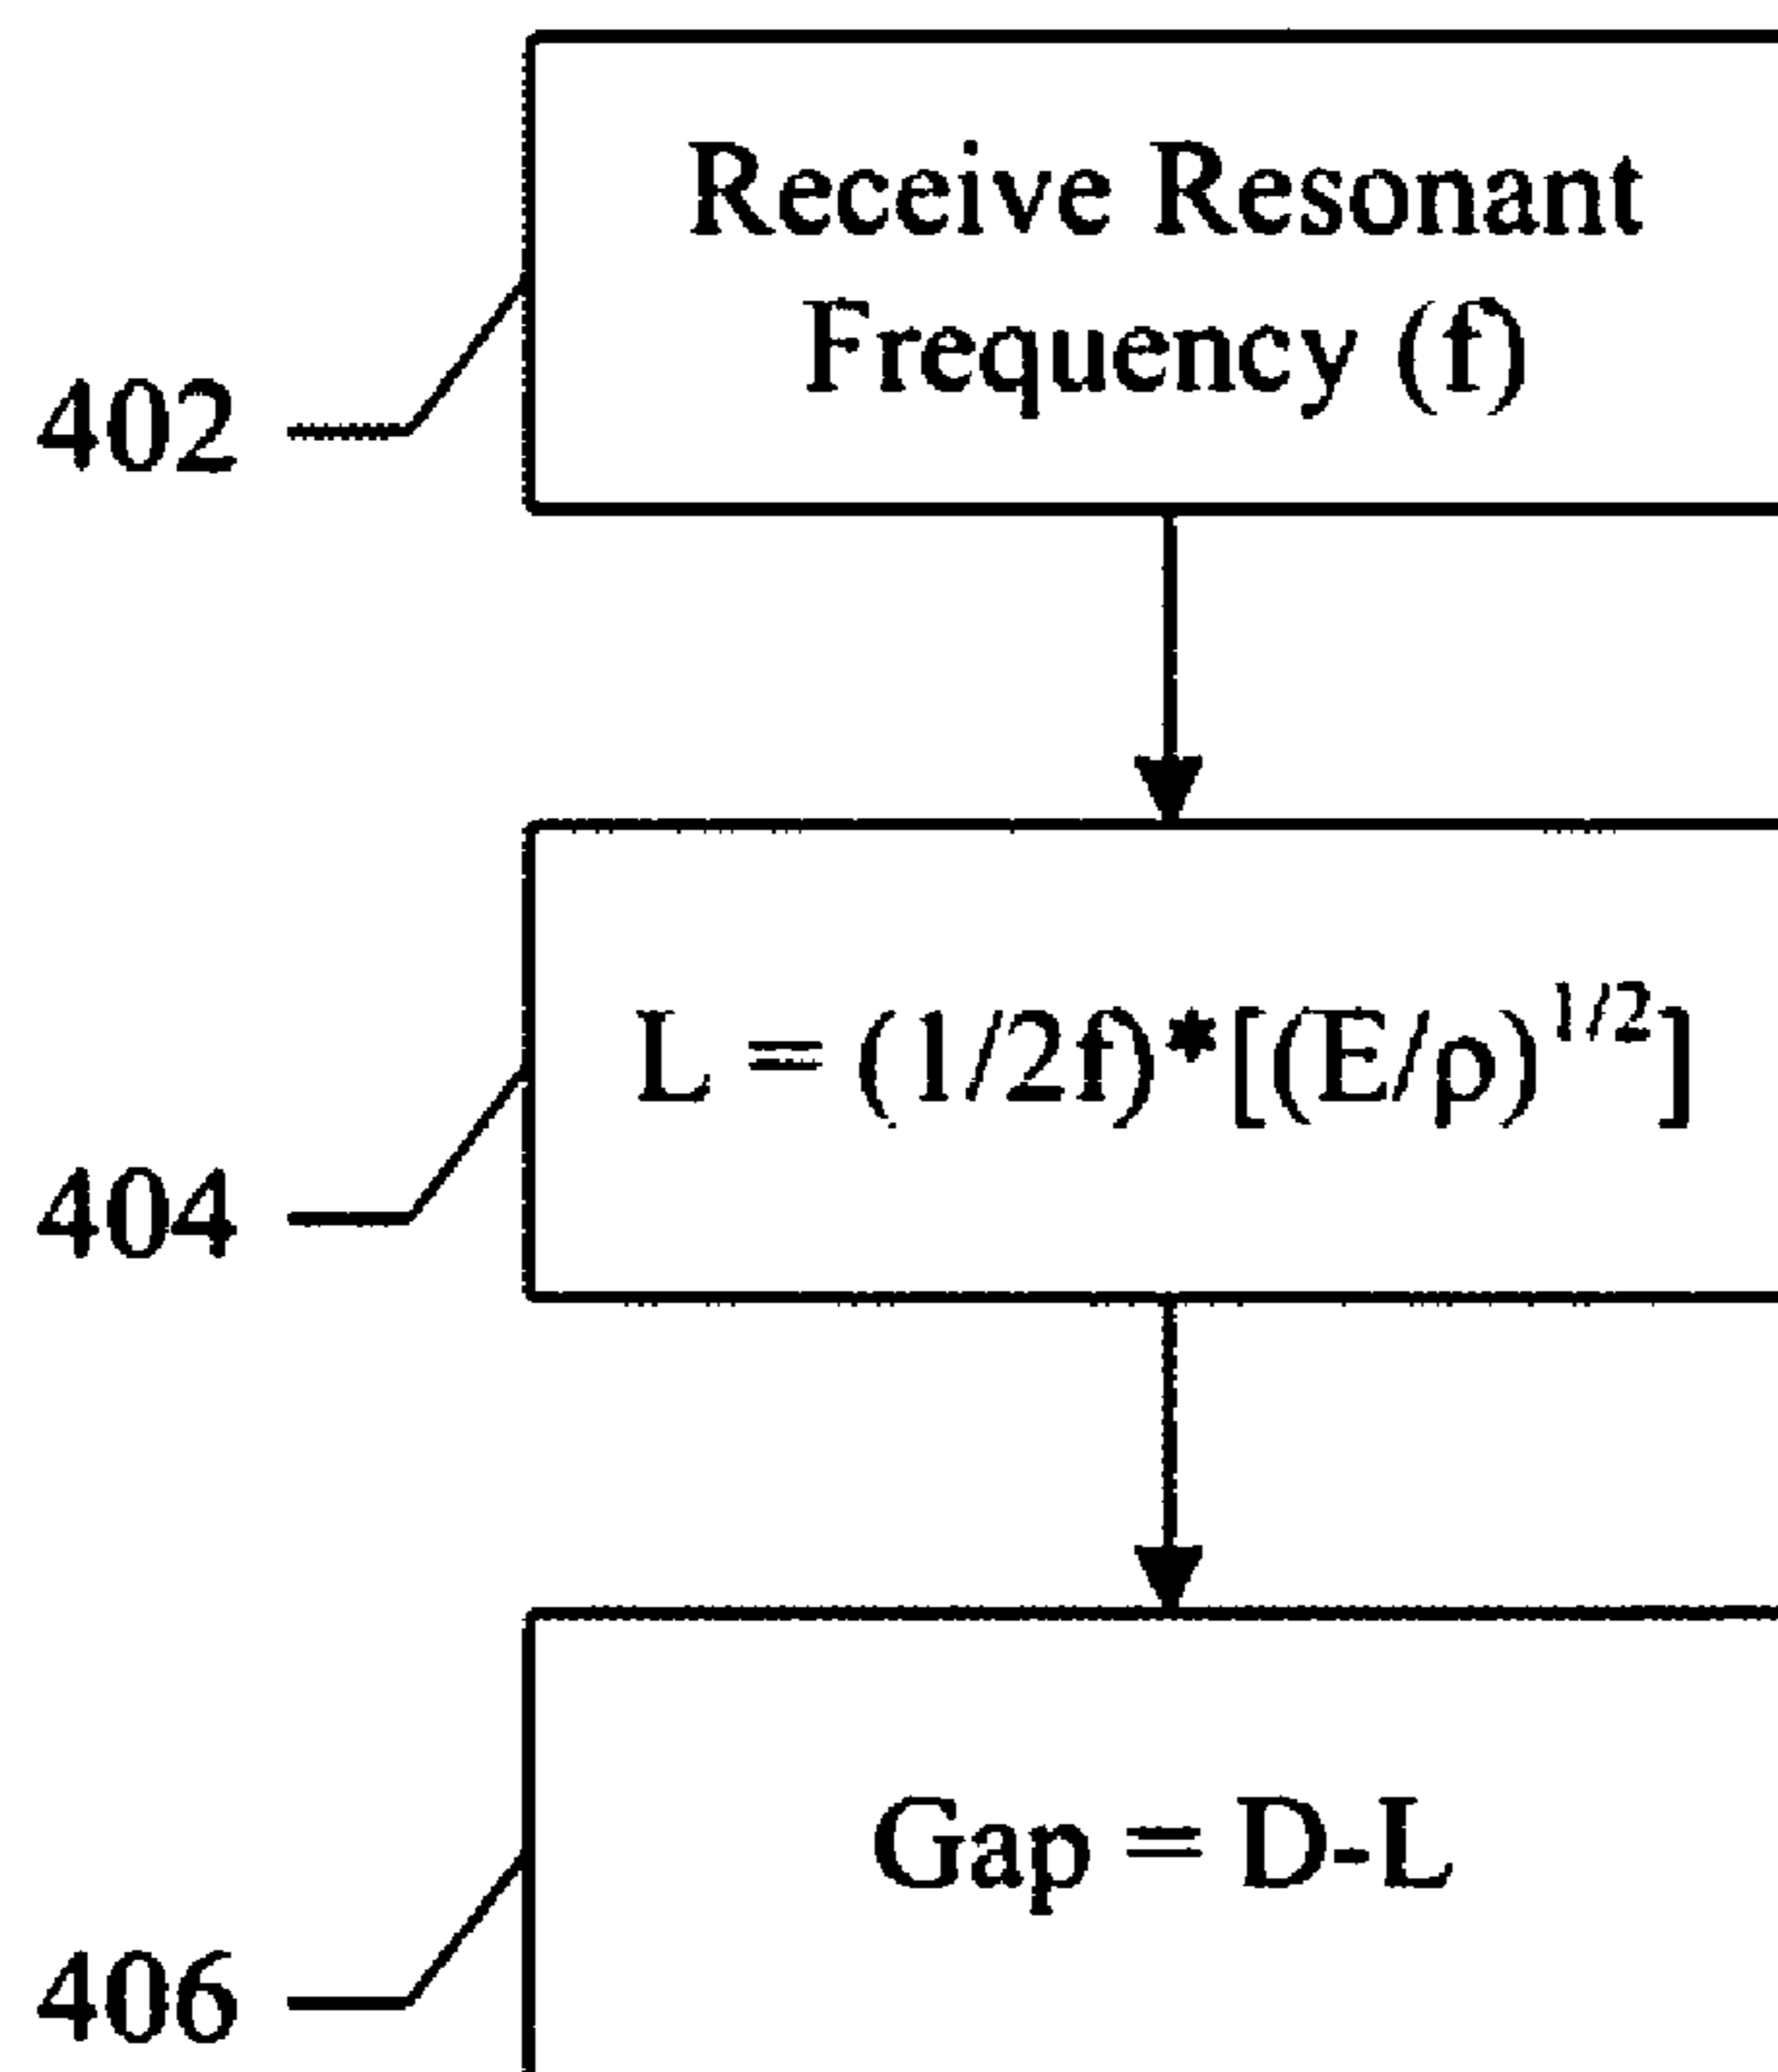 Receive Resonant
Frequency (f)
402
L = (1/2f)*[(E/ρ)^1/2]
404
Gap = D-L
406